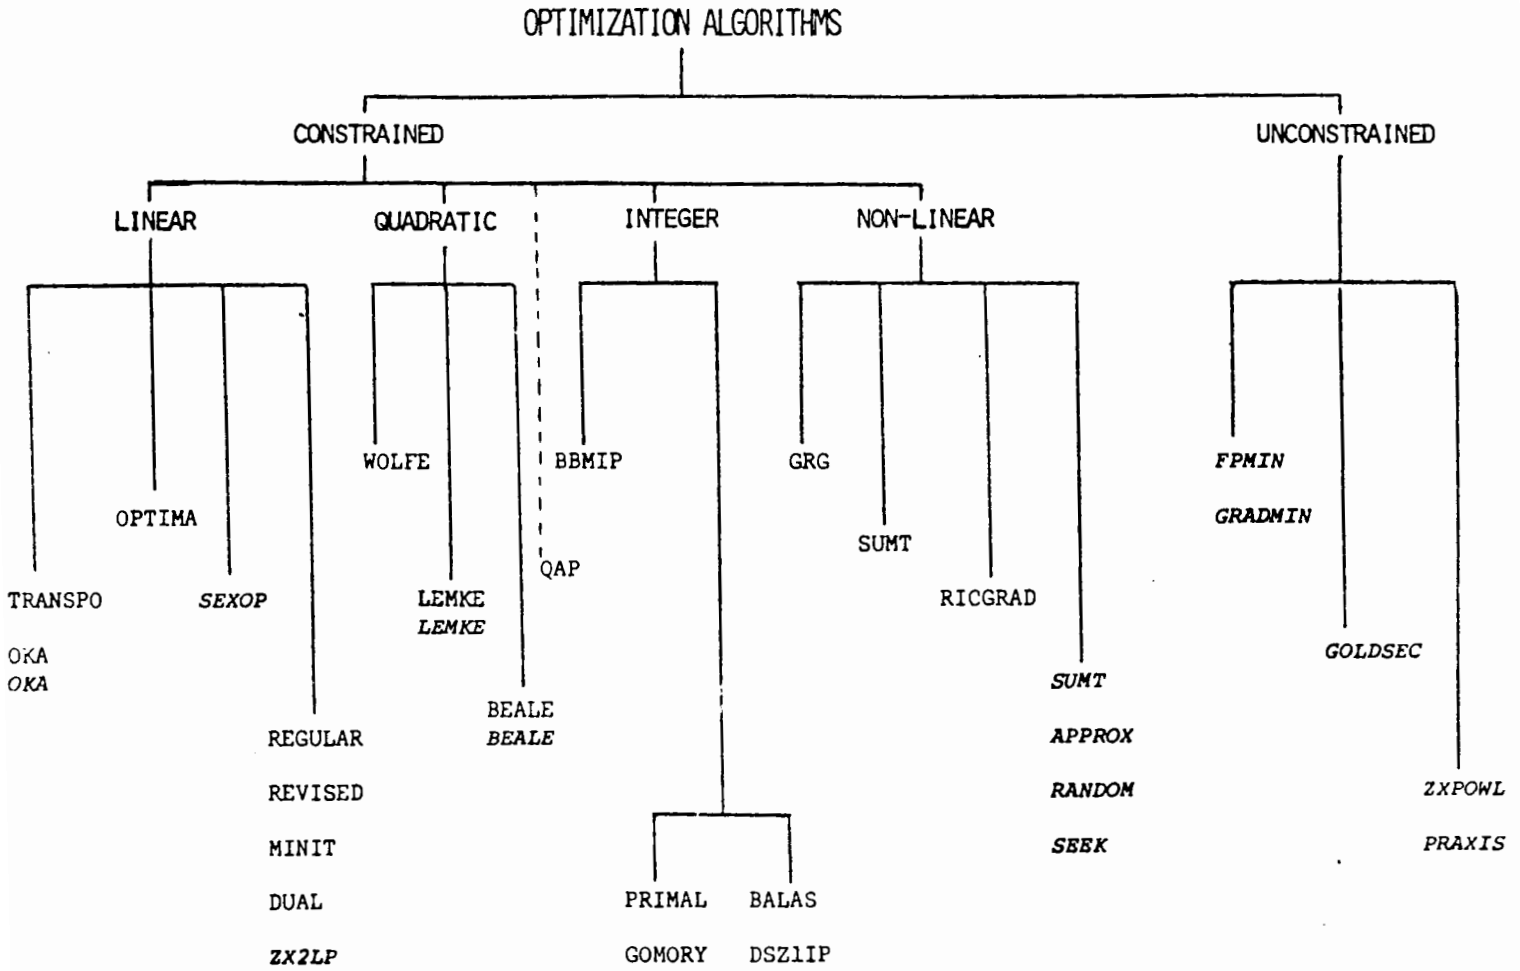 OPTIMIZATION ALGORITHMS
CONSTRAINED UNCONSTRAINED
LINEAR QUADRATIC INTEGER NON-LINEAR
WOLFE BBMIP GRG FPMIN
OPTIMA GRADMIN
SUMT
QAP
TRANSPO SEXOP LEMKE RICGRAD
LEMKE
OKA GOLDSEC
OKA SUMT
BEALE
REGULAR BEALE APPROX
REVISED RANDOM ZXPOWL
MINIT SEEK PRAXIS
DUAL PRIMAL BALAS
ZX2LP GOMORY DSZ1IP